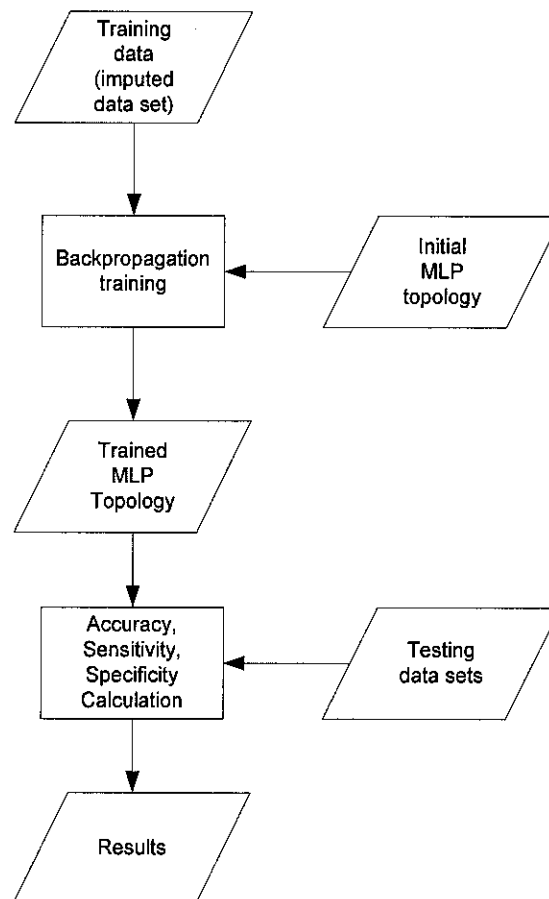 Training
data
(imputed
data set)
Backpropagation
training
Initial
MLP
topology
Trained
MLP
Topology
Accuracy,
Sensitivity,
Specificity
Calculation
Testing
data sets
Results